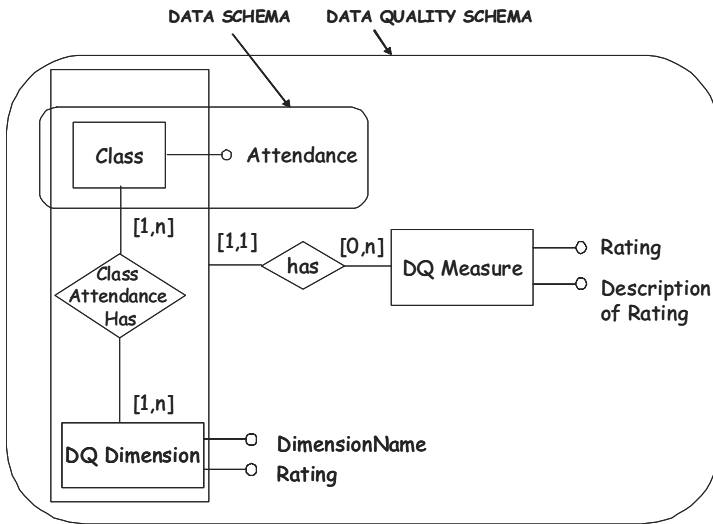 DATA SCHEMA
DATA QUALITY SCHEMA
Class
Attendance
[1,n]
[1,1]
[0,n]
has
DQ Measure
Rating
Description
of Rating
Class
Attendance
Has
[1,n]
DQ Dimension
DimensionName
Rating